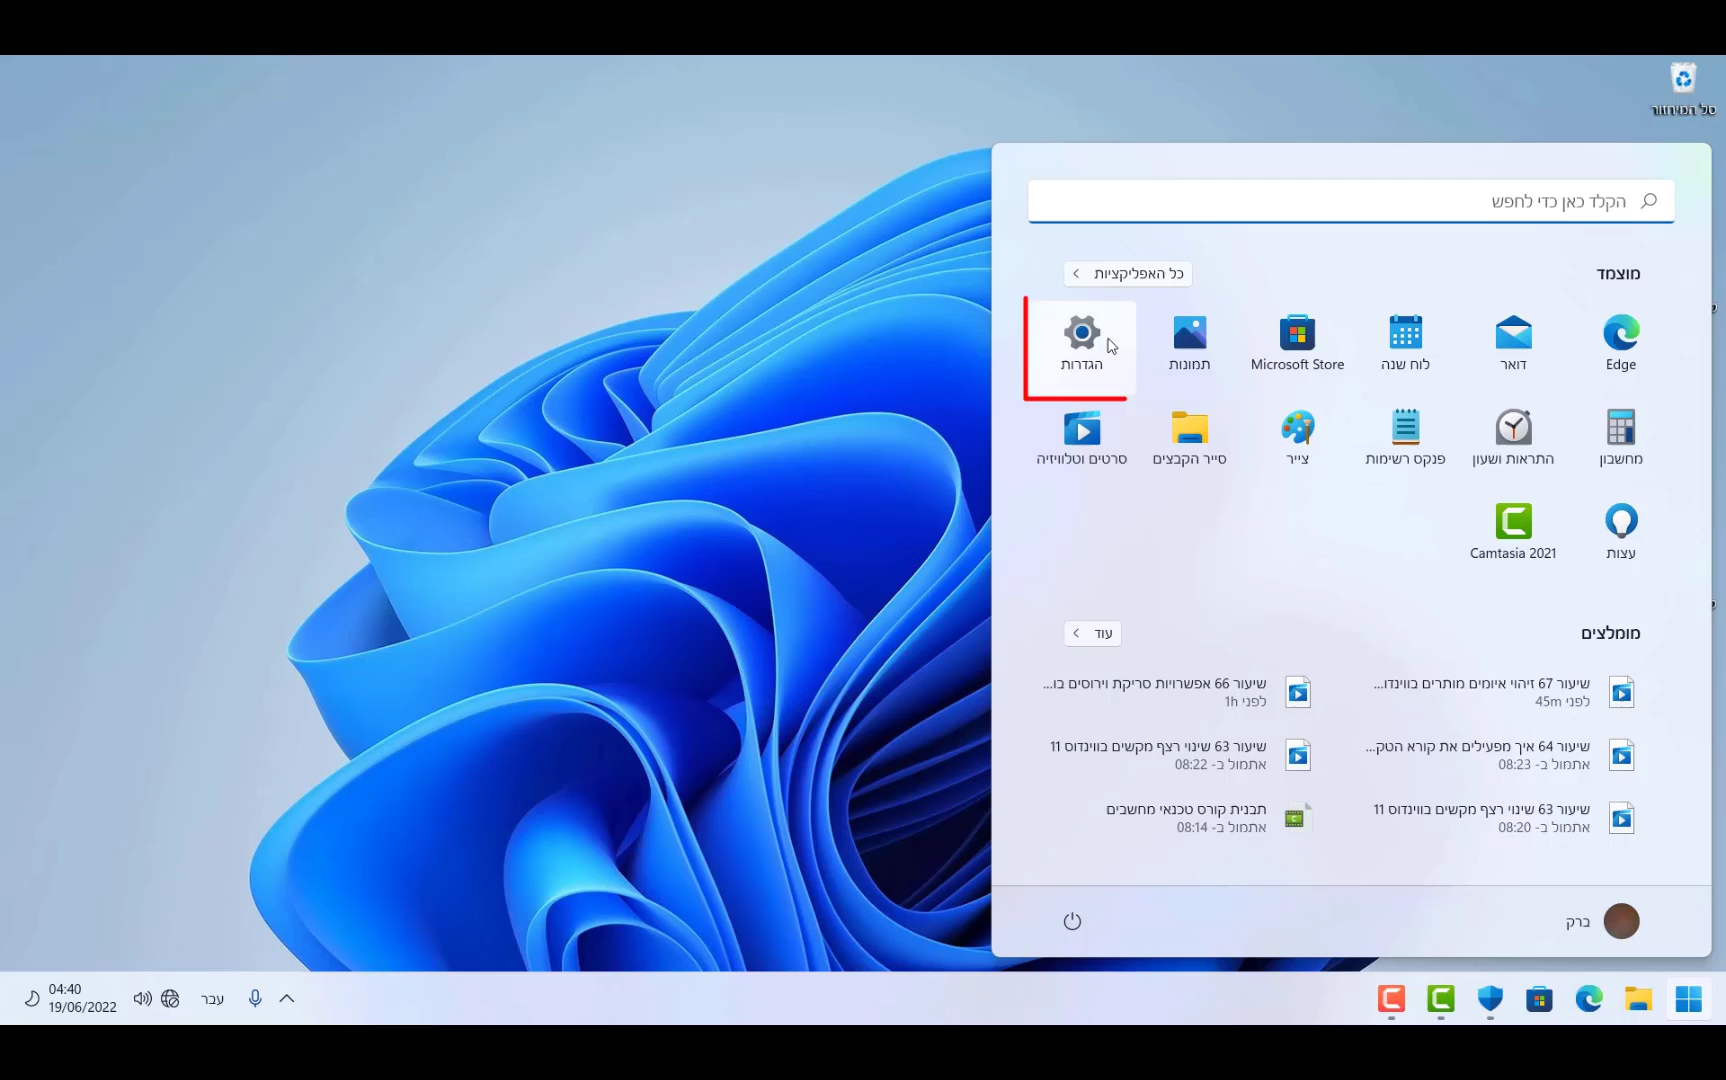 סל המיחזור
הקלד כאן כדי לחפש
מוצמד
כל האפליקציות
Edge
דואר
לוח שנה
Microsoft Store
תמונות
הגדרות
מחשבון
התראות ושעון
פנקס רשימות
צייר
סייר הקבצים
סרטים וטלוויזיה
עצות
Camtasia 2021
מומלצים
עוד
שיעור 67 זיהוי איומים מותרים בווינדו...
לפני 45m
שיעור 66 אפשרויות סריקת וירוסים בו...
לפני 1h
שיעור 64 איך מפעילים את קורא הטק...
אתמול ב- 08:23
שיעור 63 שינוי רצף מקשים בווינדוס 11
אתמול ב- 08:22
שיעור 63 שינוי רצף מקשים בווינדוס 11
אתמול ב- 08:20
תבנית קורס טכנאי מחשבים
אתמול ב- 08:14
ברק
עבר
04:40
19/06/2022